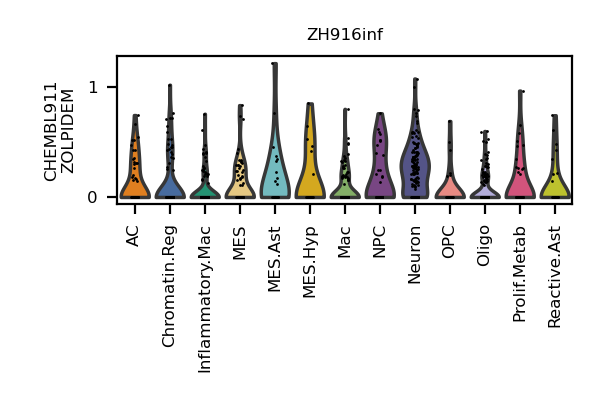 ZH916inf
CHEMBL911
ZOLPIDEM
1
0
AC
Chromatin.Reg
Inflammatory.Mac
MES
MES.Ast
MES.Hyp
Mac
NPC
Neuron
OPC
Oligo
Prolif.Metab
Reactive.Ast